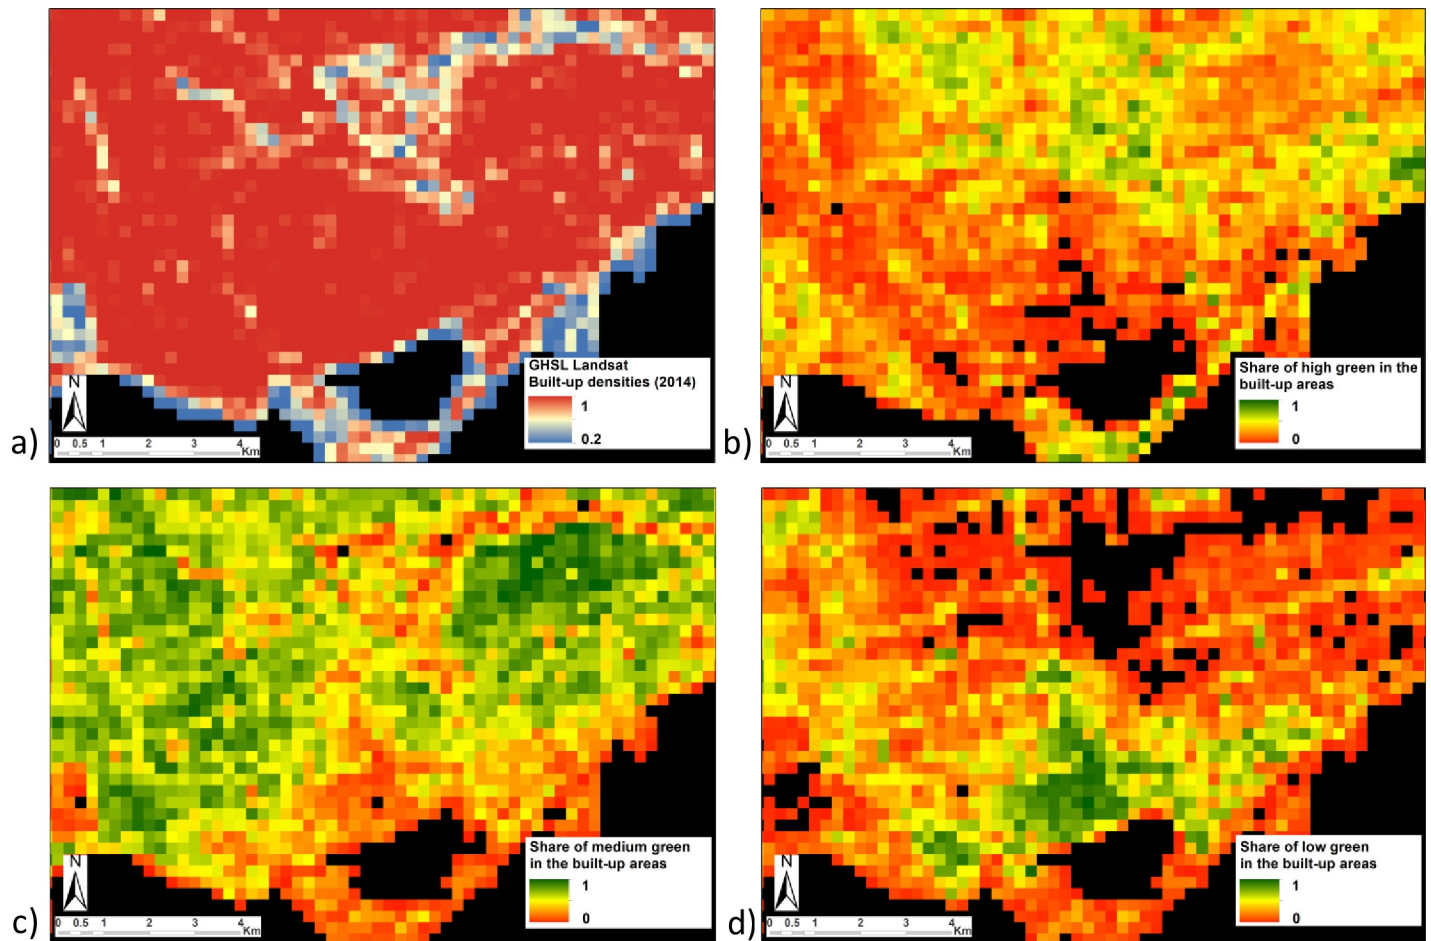 a)
N
0 0.5 1 2 3 4
Km
GHSL Landsat
Built-up densities (2014)
1
0.2
b)
N
0 0.5 1 2 3 4
Km
Share of high green in the
built-up areas
1
0
c)
N
0 0.5 1 2 3 4
Km
Share of medium green
in the built-up areas
1
0
d)
N
0 0.5 1 2 3 4
Km
Share of low green
in the built-up areas
1
0